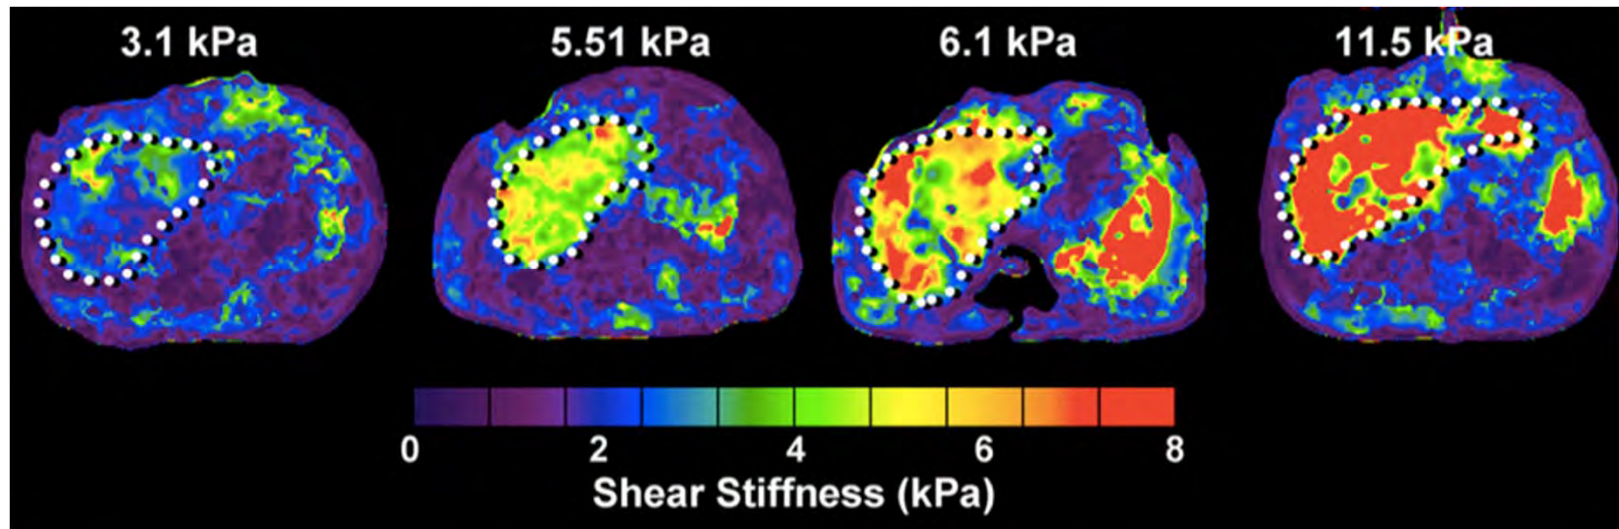 3.1 kPa 5.51 kPa 6.1 kPa 11.5 kPa
0 2 4 6 8
Shear Stiffness (kPa)